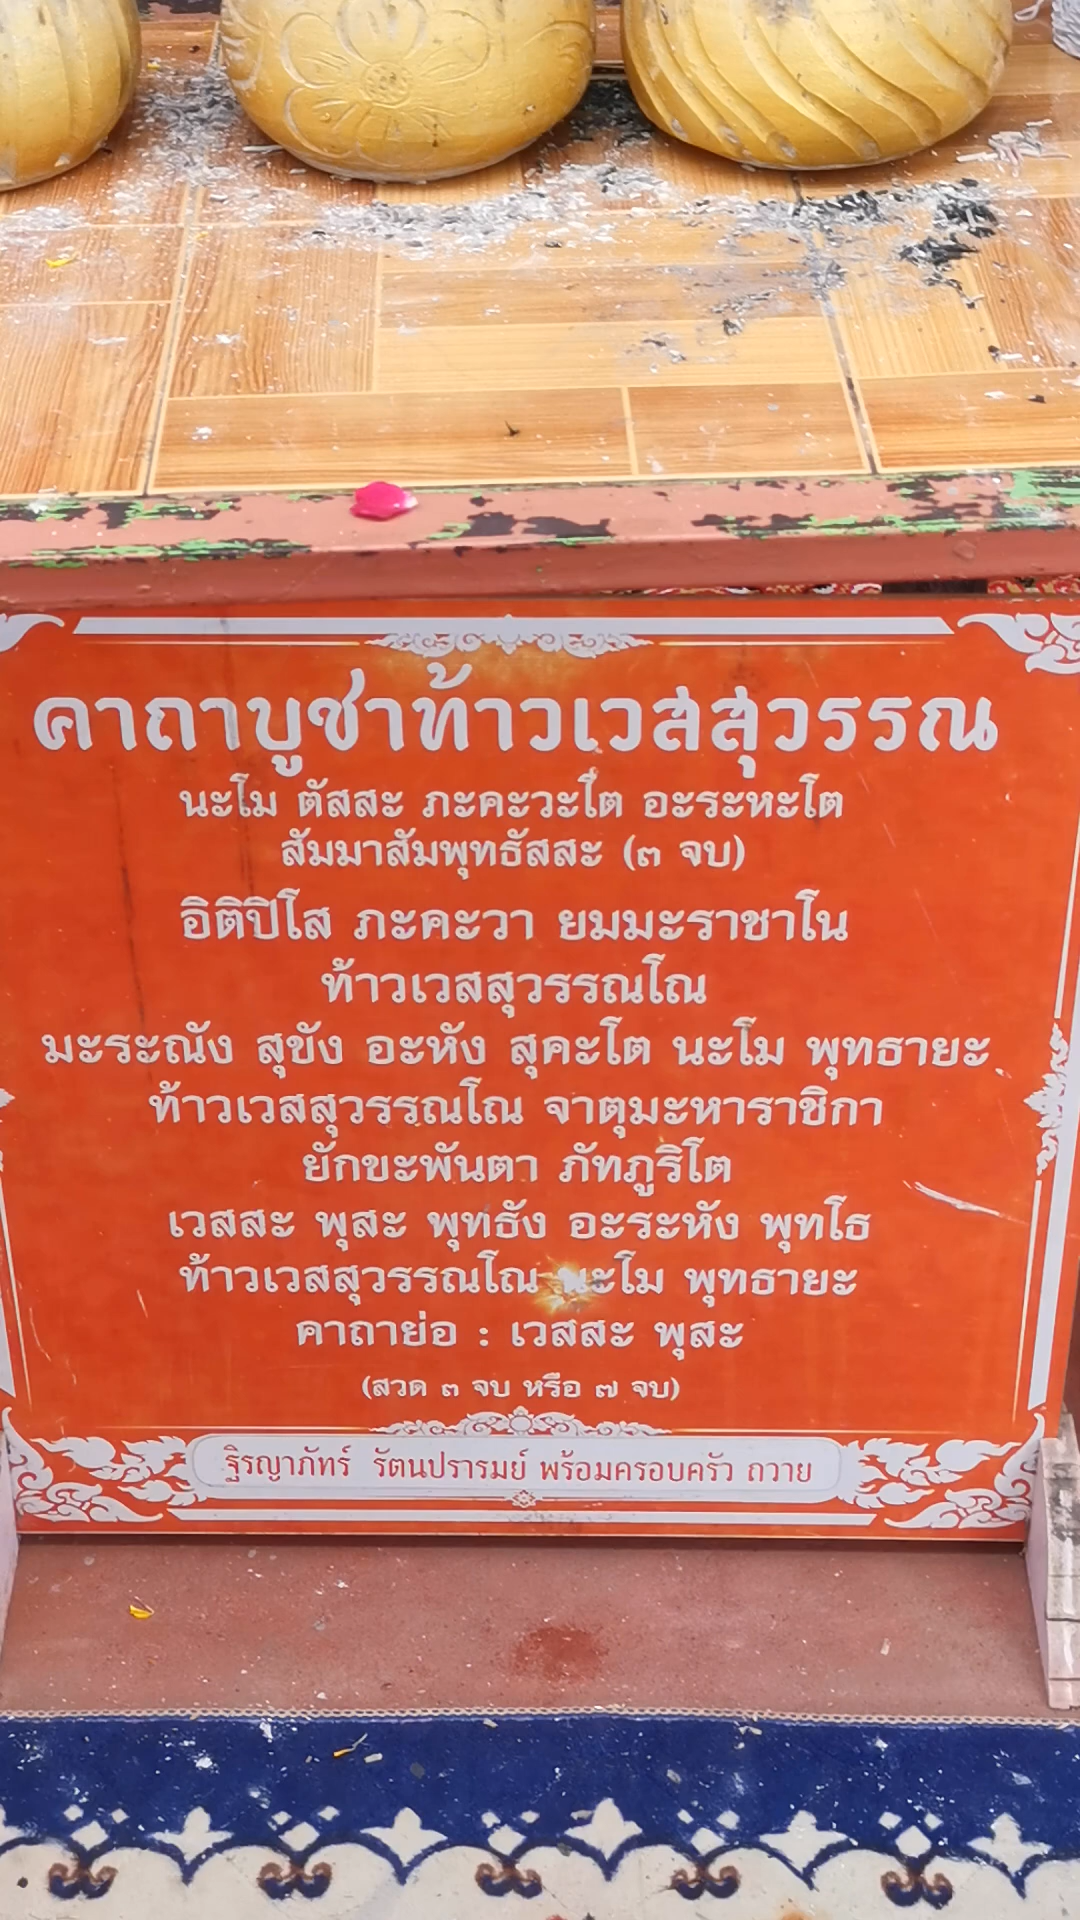 คาถาบูชาท้าวเวสสุวรรณ
นะโม ตัสสะ ภะคะวะโต อะระหะโต
สัมมาสัมพุทธัสสะ (๓ จบ)
อิติปิโส ภะคะวา ยมมะราชาโน
ท้าวเวสสุวรรณโณ
มะระณัง สุขัง อะหัง สุคะโต นะโม พุทธายะ
ท้าวเวสสุวรรณโณ จาตุมะหาราชิกา
ยักขะพันตา ภัทภูริโต
เวสสะ พุสะ พุทธัง อะระหัง พุทโธ
ท้าวเวสสุวรรณโณ นะโม พุทธายะ
คาถาย่อ : เวสสะ พุสะ
(สวด ๓ จบ หรือ ๗ จบ)
ฐิรญาภัทร์ รัตนปรารมย์ พร้อมครอบครัว ถวาย